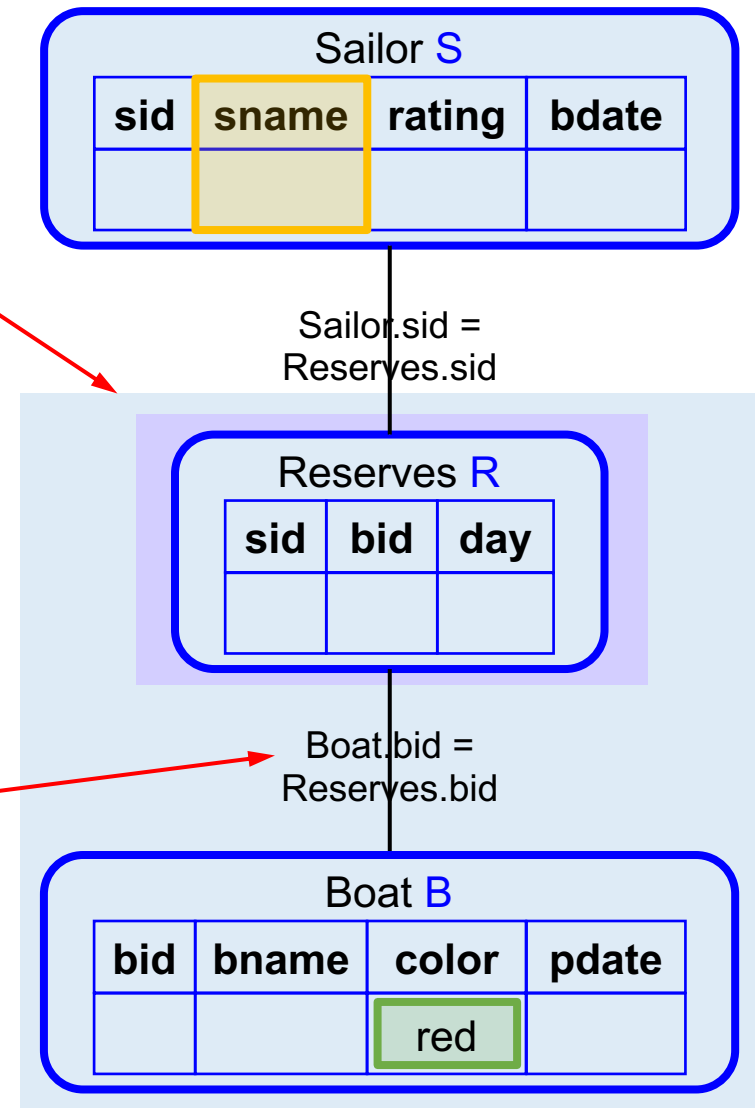 Sailor S
sid sname rating bdate
Sailor.sid =
Reserves.sid
Reserves R
sid bid day
Boat.bid =
Reserves.bid
Boat B
bid bname color pdate
red